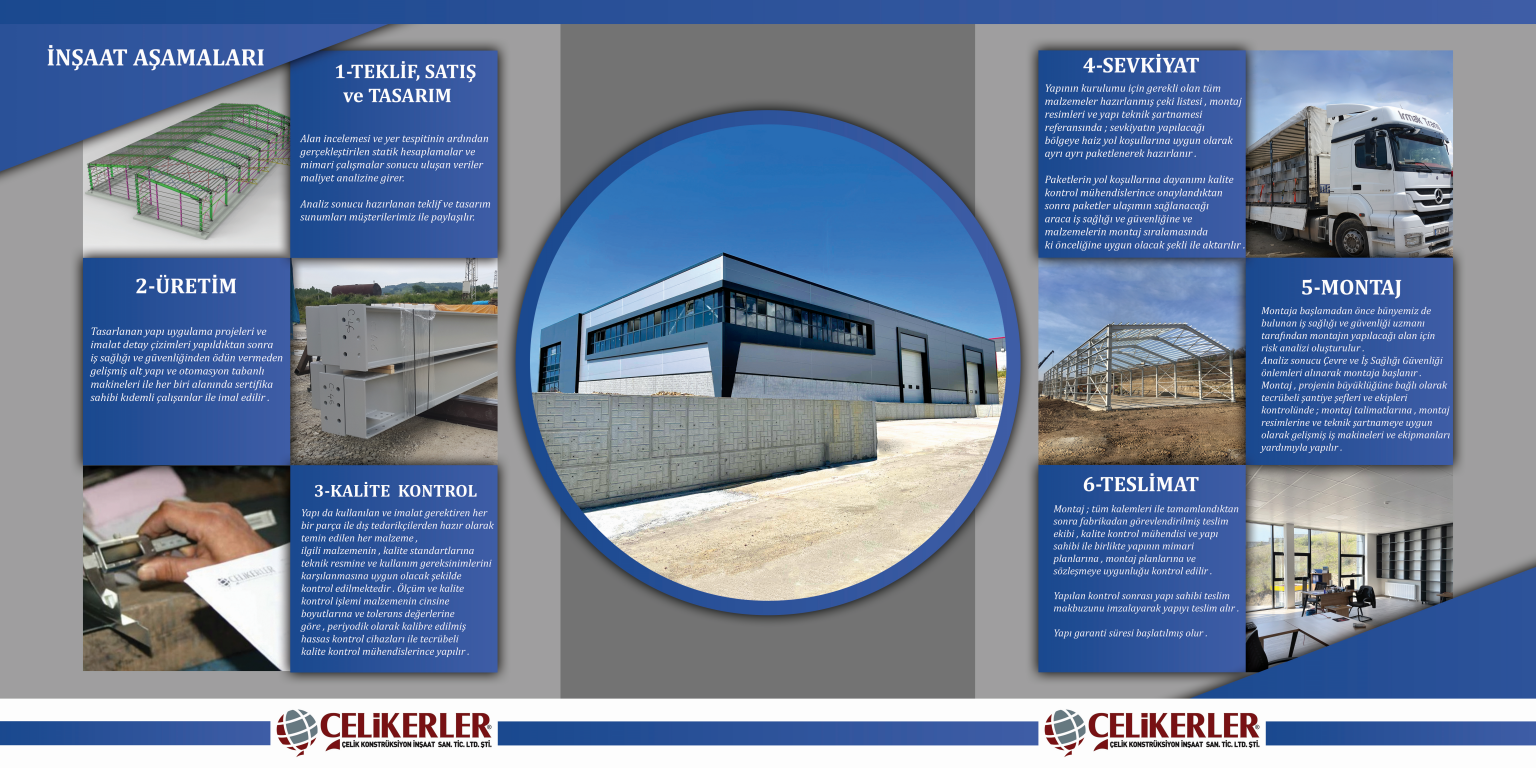 İNŞAAT AŞAMALARI
1-TEKLİF, SATIŞ
ve TASARIM
Alan incelemesi ve yer tespitinin ardından
gerçekleştirilen statik hesaplamalar ve
mimari çalışmalar sonucu uluşan veriler
maliyet analizine girer.
Analiz sonucu hazırlanan teklif ve tasarım
sunumları müşterilerimiz ile paylaşılır.
2-ÜRETİM
Tasarlanan yapı uygulama projeleri ve
imalat detay çizimleri yapıldıktan sonra
iş sağlığı ve güvenliğinden ödün vermeden
gelişmiş alt yapı ve otomasyon tabanlı
makineleri ile her biri alanında sertifika
sahibi kıdemli çalışanlar ile imal edilir .
3-KALİTE KONTROL
Yapı da kullanılan ve imalat gerektiren her
bir parça ile dış tedarikçilerden hazır olarak
temin edilen her malzeme ,
ilgili malzemenin , kalite standartlarına
teknik resmine ve kullanım gereksinimlerini
karşılanmasına uygun olacak şekilde
kontrol edilmektedir . Ölçüm ve kalite
kontrol işlemi malzemenin cinsine
boyutlarına ve tolerans değerlerine
göre , periyodik olarak kalibre edilmiş
hassas kontrol cihazları ile tecrübeli
kalite kontrol mühendislerince yapılır .
4-SEVKİYAT
Yapının kurulumu için gerekli olan tüm
malzemeler hazırlanmış çeki listesi , montaj
resimleri ve yapı teknik şartnamesi
referansında ; sevkiyatın yapılacağı
bölgeye haiz yol koşullarına uygun olarak
ayrı ayrı paketlenerek hazırlanır .
Paketlerin yol koşullarına dayanımı kalite
kontrol mühendislerince onaylandıktan
sonra paketler ulaşımın sağlanacağı
araca iş sağlığı ve güvenliğine ve
malzemelerin montaj sıralamasında
ki önceliğine uygun olacak şekli ile aktarılır .
Irmak Trans
5-MONTAJ
Montaja başlamadan önce bünyemiz de
bulunan iş sağlığı ve güvenliği uzmanı
tarafından montajın yapılacağı alan için
risk analizi oluşturulur .
Analiz sonucu Çevre ve İş Sağlığı Güvenliği
önlemleri alınarak montaja başlanır .
Montaj , projenin büyüklüğüne bağlı olarak
tecrübeli şantiye şefleri ve ekipleri
kontrolünde ; montaj talimatlarına , montaj
resimlerine ve teknik şartnameye uygun
olarak gelişmiş iş makineleri ve ekipmanları
yardımıyla yapılır .
6-TESLİMAT
Montaj ; tüm kalemleri ile tamamlandıktan
sonra fabrikadan görevlendirilmiş teslim
ekibi , kalite kontrol mühendisi ve yapı
sahibi ile birlikte yapının mimari
planlarına , montaj planlarına ve
sözleşmeye uygunluğu kontrol edilir .
Yapılan kontrol sonrası yapı sahibi teslim
makbuzunu imzalayarak yapıyı teslim alır .
Yapı garanti süresi başlatılmış olur .
ÇELiKERLER®
ÇELİK KONSTRÜKSİYON İNŞAAT SAN. TİC. LTD. ŞTİ.
ÇELiKERLER®
ÇELİK KONSTRÜKSİYON İNŞAAT SAN. TİC. LTD. ŞTİ.